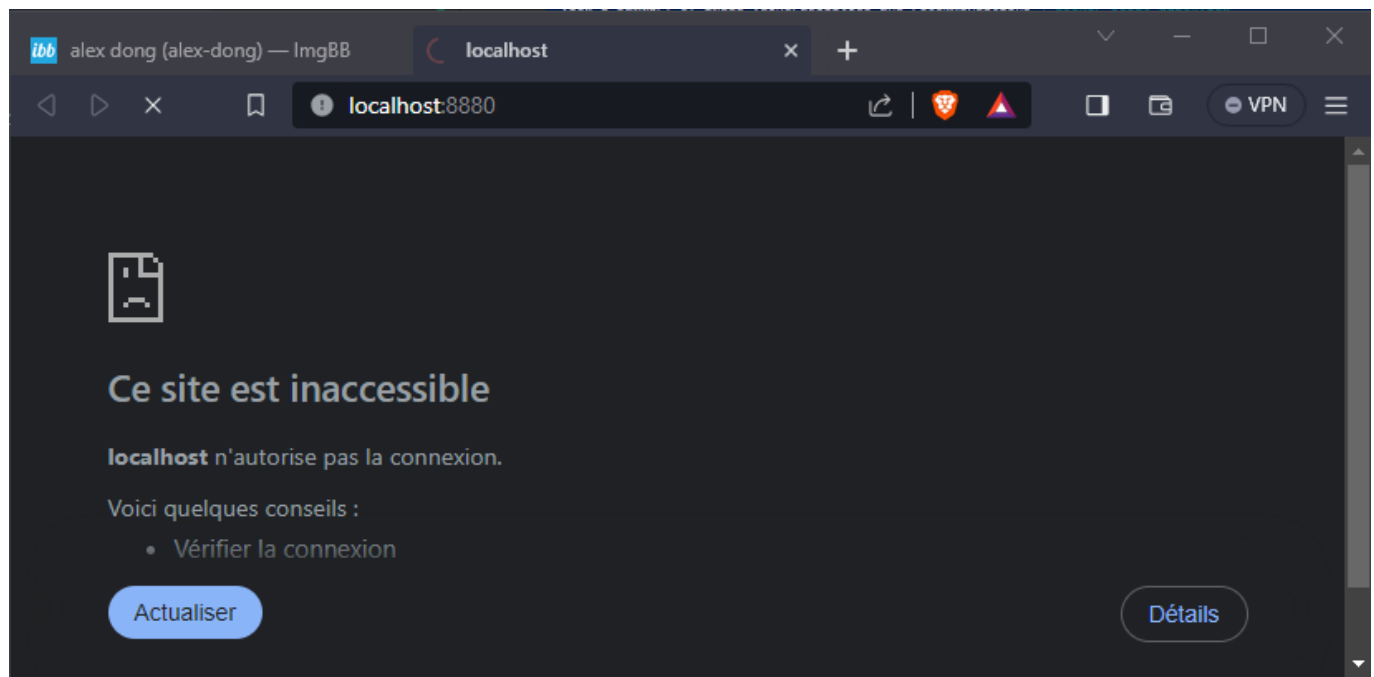 ibb alex dong (alex-dong) — ImgBB
localhost
localhost:8880
VPN
Ce site est inaccessible
localhost n'autorise pas la connexion.
Voici quelques conseils :
• Vérifier la connexion
Actualiser
Détails